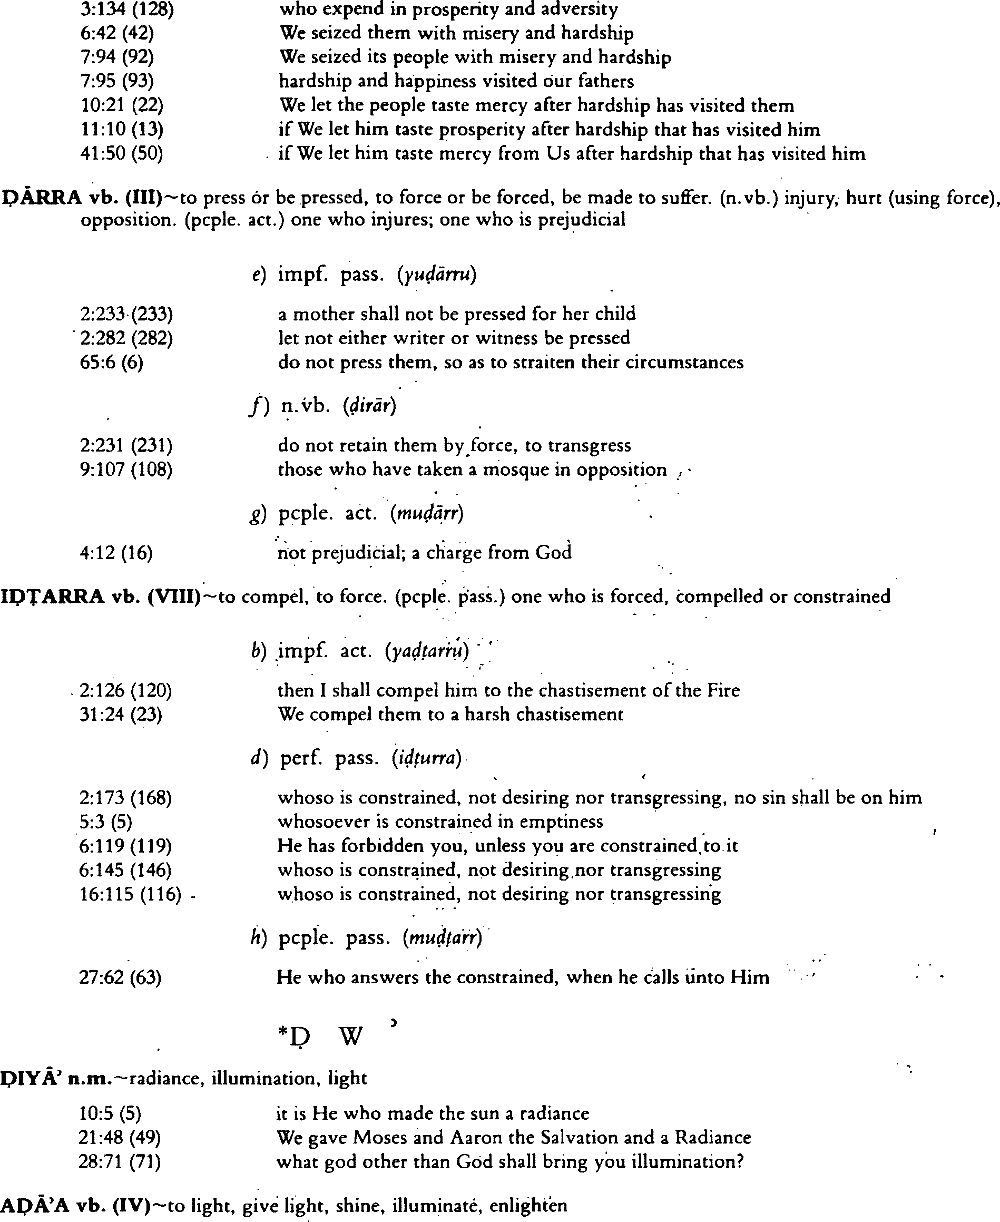 3:134 (128) who expend in prosperity and adversity
6:42 (42) We seized them with misery and hardship
7:94 (92) We seized its people with misery and hardship
7:95 (93) hardship and happiness visited our fathers
10:21 (22) We let the people taste mercy after hardship has visited them
11:10 (13) if We let him taste prosperity after hardship that has visited him
41:50 (50) if We let him taste mercy from Us after hardship that has visited him
ḌĀRRA vb. (III)~to press or be pressed, to force or be forced, be made to suffer. (n.vb.) injury, hurt (using force),
opposition. (pcple. act.) one who injures; one who is prejudicial
e) impf. pass. (yuḍārru)
2:233 (233) a mother shall not be pressed for her child
2:282 (282) let not either writer or witness be pressed
65:6 (6) do not press them, so as to straiten their circumstances
f) n.vb. (ḍirār)
2:231 (231) do not retain them by force, to transgress
9:107 (108) those who have taken a mosque in opposition
g) pcple. act. (muḍārr)
4:12 (16) not prejudicial; a charge from God
IḌṬARRA vb. (VIII)~to compel, to force. (pcple. pass.) one who is forced, compelled or constrained
b) impf. act. (yaḍṭarru)
2:126 (120) then I shall compel him to the chastisement of the Fire
31:24 (23) We compel them to a harsh chastisement
d) perf. pass. (iḍṭurra)
2:173 (168) whoso is constrained, not desiring nor transgressing, no sin shall be on him
5:3 (5) whosoever is constrained in emptiness
6:119 (119) He has forbidden you, unless you are constrained to it
6:145 (146) whoso is constrained, not desiring nor transgressing
16:115 (116) whoso is constrained, not desiring nor transgressing
h) pcple. pass. (muḍṭarr)
27:62 (63) He who answers the constrained, when he calls unto Him
*Ḍ W ʾ
ḌIYĀʾ n.m.~radiance, illumination, light
10:5 (5) it is He who made the sun a radiance
21:48 (49) We gave Moses and Aaron the Salvation and a Radiance
28:71 (71) what god other than God shall bring you illumination?
AḌĀʾA vb. (IV)~to light, give light, shine, illuminate, enlighten